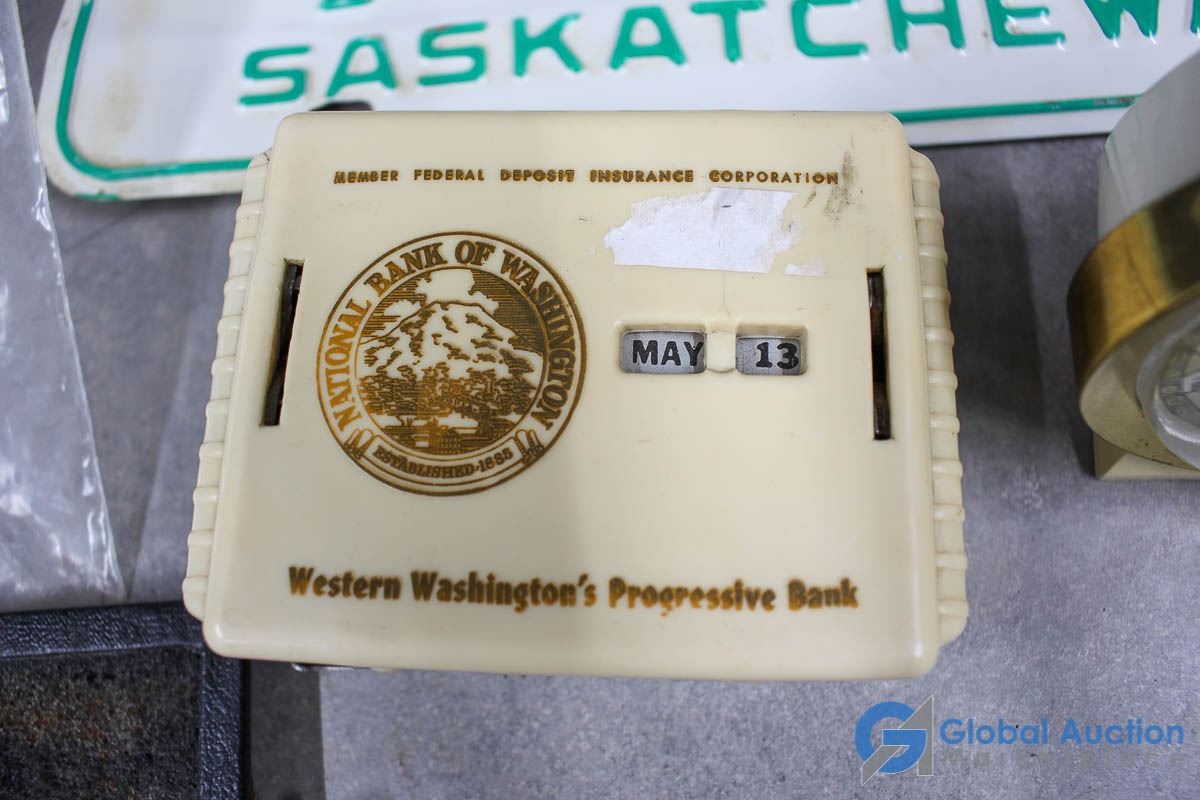 SASKATCHEW
MEMBER FEDERAL DEPOSIT INSURANCE CORPORATION
NATIONAL BANK OF WASHINGTON
ESTABLISHED·1885
MAY 13
Western Washington's Progressive Bank
Global Auction
Marketplace